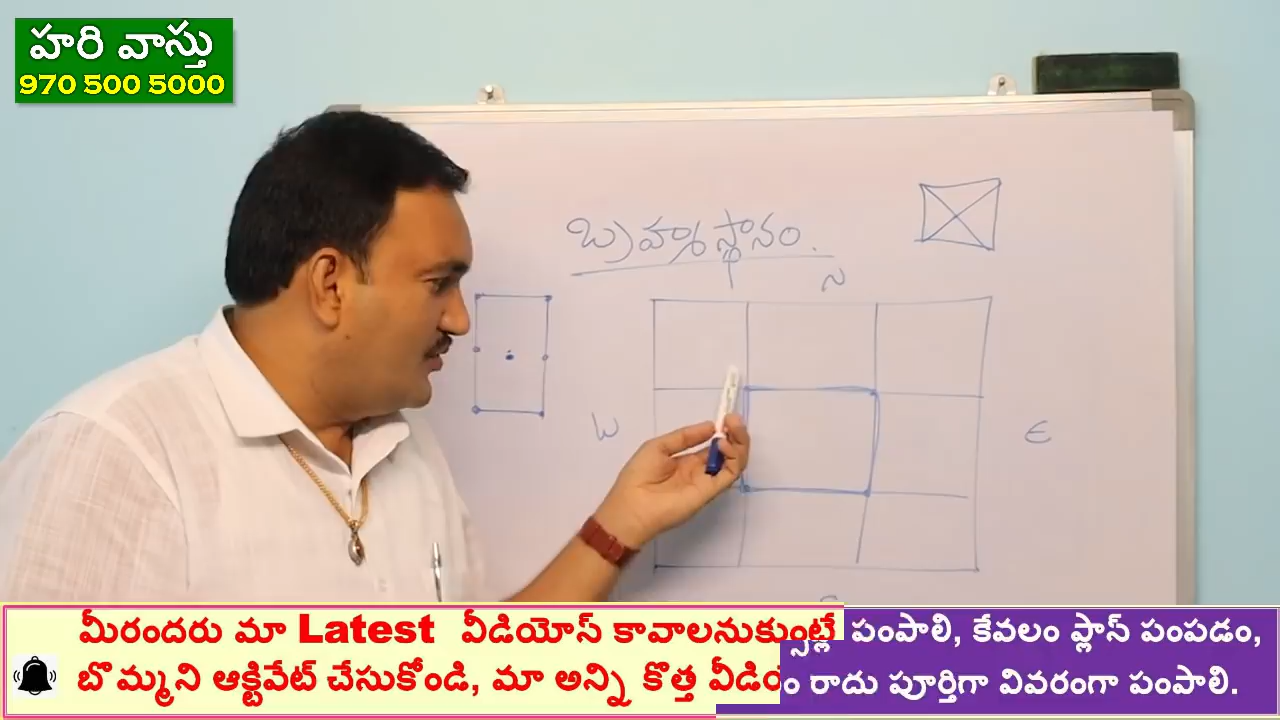 హరి వాస్తు
970 500 5000
బ్రహ్మస్థానం.
N
W
E
మీరందరు మా Latest వీడియోస్ కావాలనుకుంట్లే
పంపాలి, కేవలం ప్లాన్ పంపడం,
బొమ్మని ఆక్టివేట్ చేసుకోండి, మా అన్ని కొత్త
రాదు పూర్తిగా వివరంగా పంపాలి.